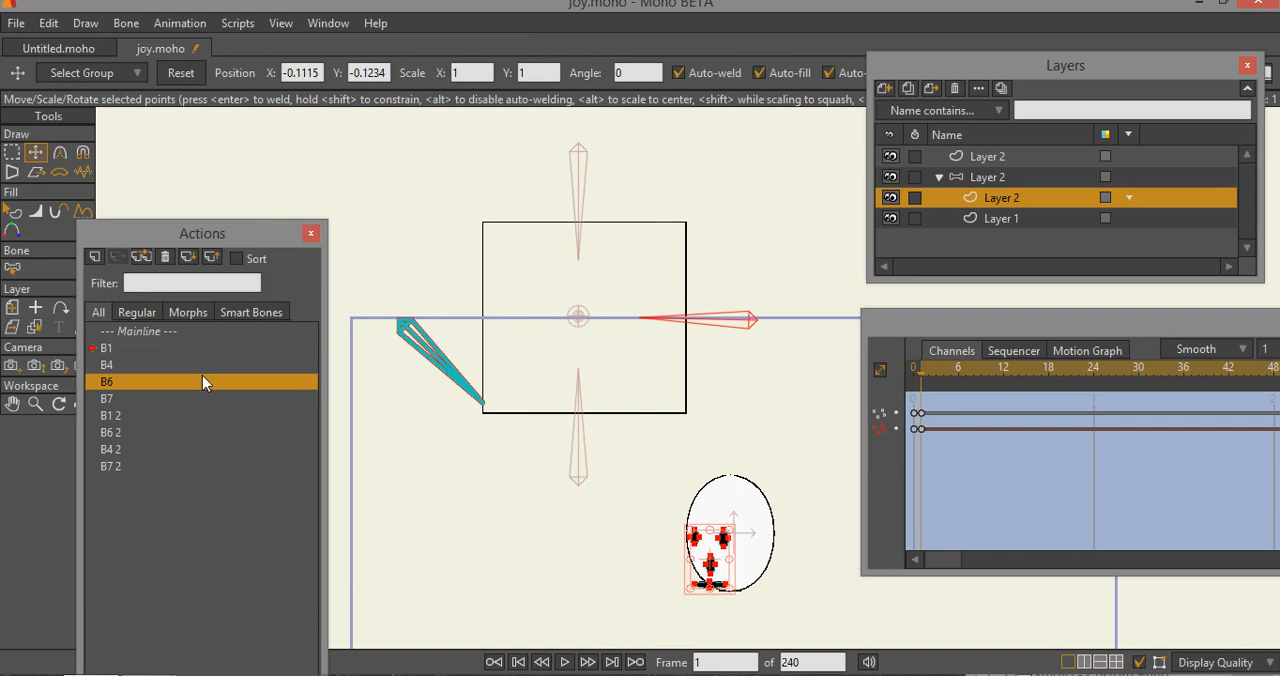 joy.moho - Moho BETA
File Edit Draw Bone Animation Scripts View Window Help
Untitled.moho joy.moho
Select Group Reset Position X: -0.1115 Y: -0.1234 Scale X: 1 Y: 1 Angle: 0 Auto-weld Auto-fill Auto-
Move/Scale/Rotate selected points (press <enter> to weld, hold <shift> to constrain, <alt> to disable auto-welding, <alt> to scale to center, <shift> while scaling to squash, <
Tools
Draw
Fill
Bone
Layer
Camera
Workspace
Actions
Sort
Filter:
All Regular Morphs Smart Bones
--- Mainline ---
B1
B4
B6
B7
B1 2
B6 2
B4 2
B7 2
Layers
Name contains...
Name
Layer 2
Layer 2
Layer 2
Layer 1
Channels Sequencer Motion Graph Smooth 1
0 6 12 18 24 30 36 42 48
0 1 2
Frame 1 of 240 Display Quality